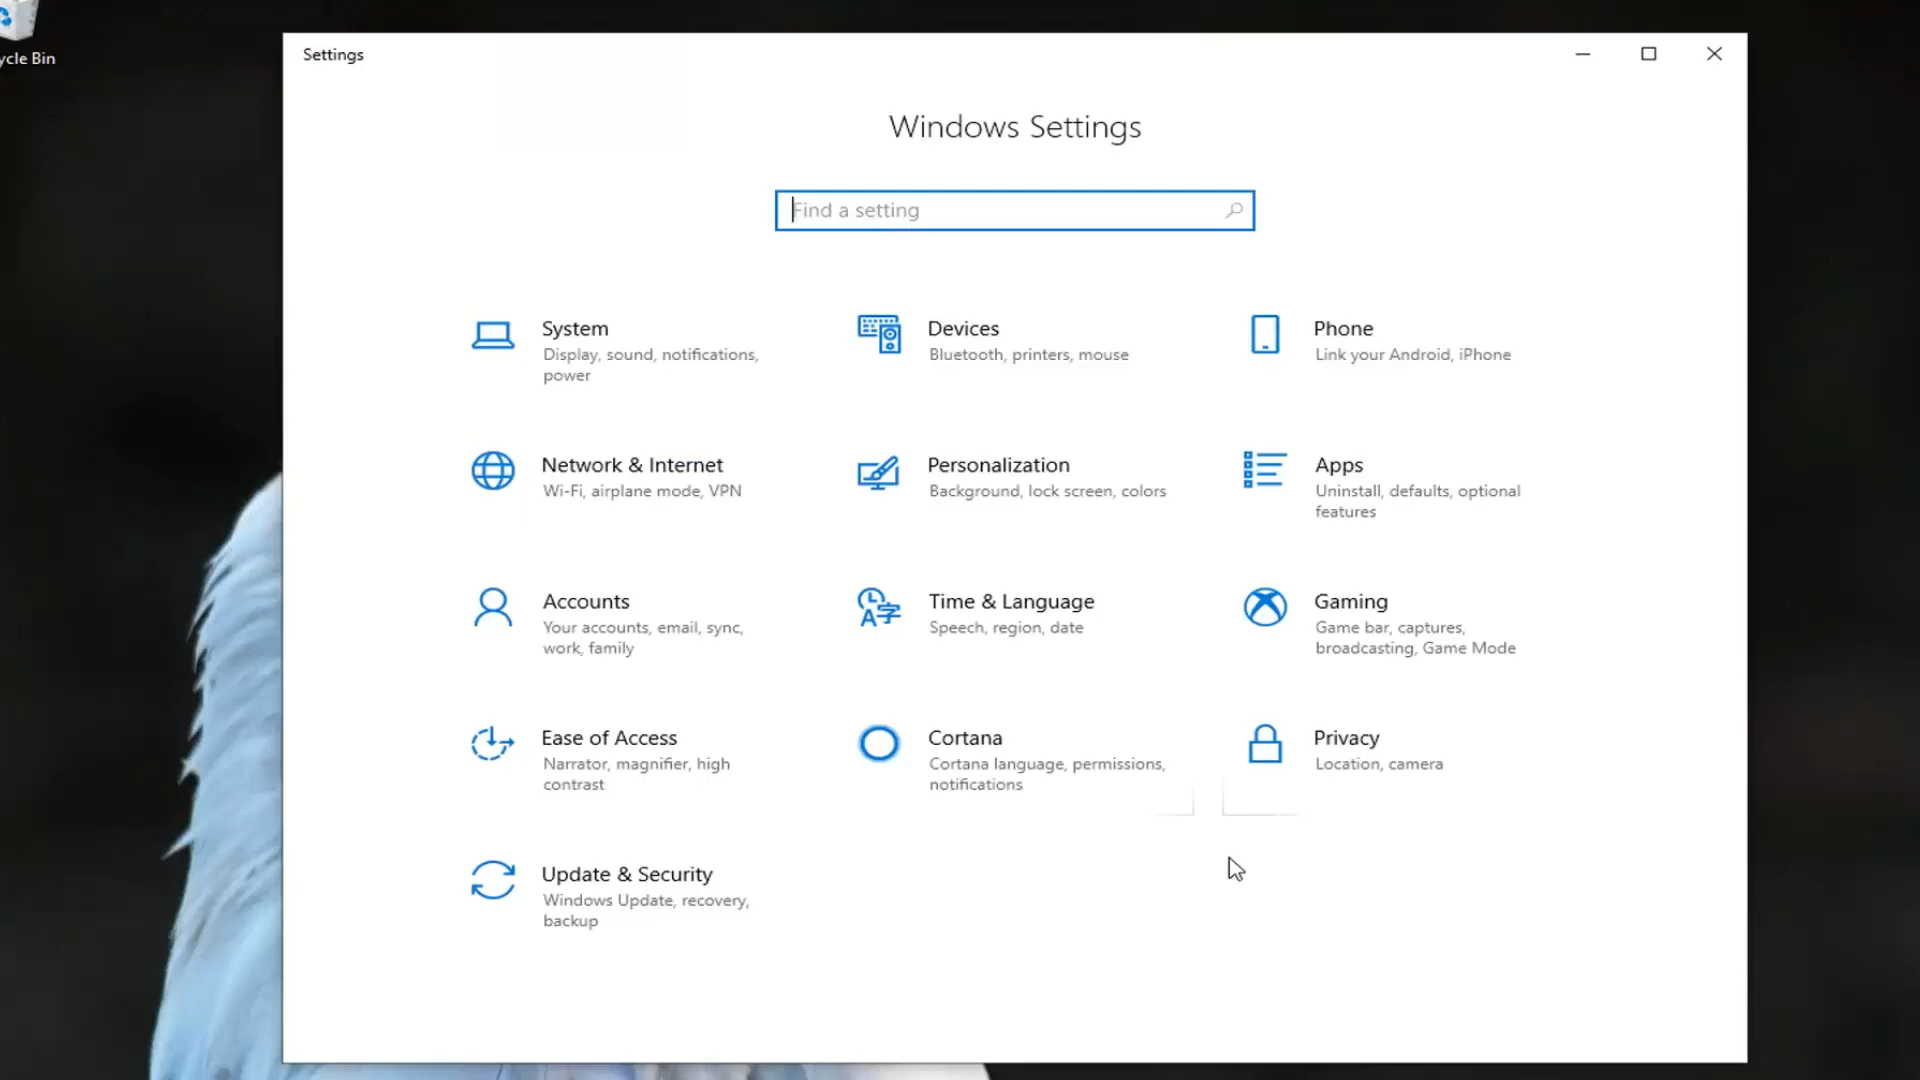 ycle Bin
Settings
Windows Settings
Find a setting
System
Display, sound, notifications,
power
Devices
Bluetooth, printers, mouse
Phone
Link your Android, iPhone
Network & Internet
Wi-Fi, airplane mode, VPN
Personalization
Background, lock screen, colors
Apps
Uninstall, defaults, optional
features
Accounts
Your accounts, email, sync,
work, family
Time & Language
Speech, region, date
Gaming
Game bar, captures,
broadcasting, Game Mode
Ease of Access
Narrator, magnifier, high
contrast
Cortana
Cortana language, permissions,
notifications
Privacy
Location, camera
Update & Security
Windows Update, recovery,
backup